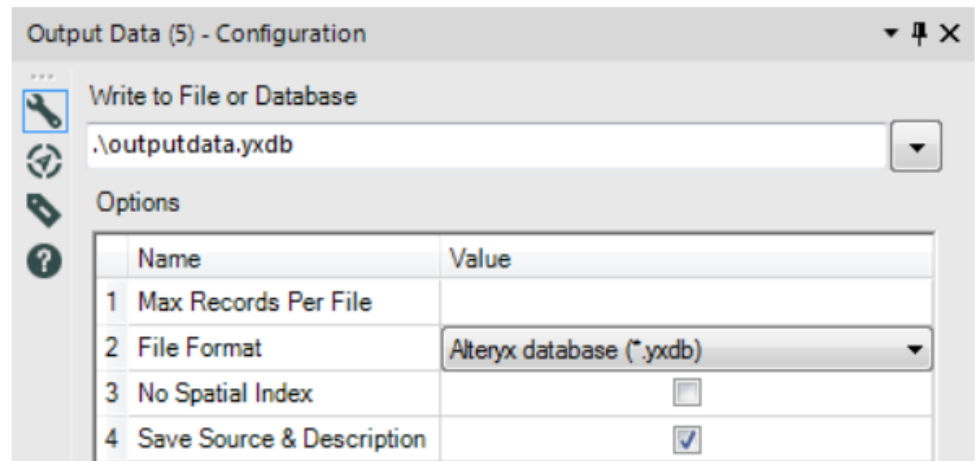 Output Data (5) - Configuration
Write to File or Database
.\outputdata.yxdb
Options
Name Value
1 Max Records Per File
2 File Format Alteryx database (*.yxdb)
3 No Spatial Index
4 Save Source & Description